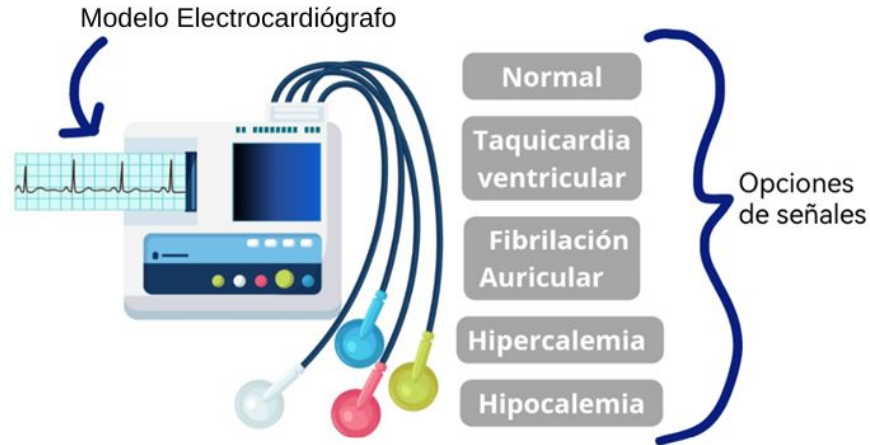 Modelo Electrocardiógrafo
Normal
Taquicardia
ventricular
Fibrilación
Auricular
Hipercalemia
Hipocalemia
Opciones
de señales